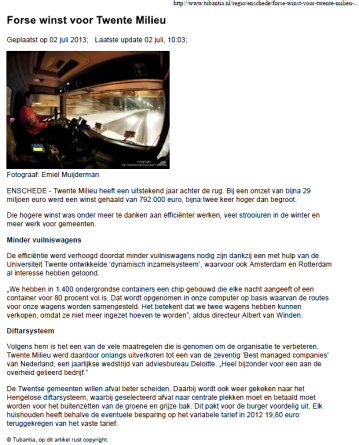 http://www.tubantia.nl/regio/enschede/forse-winst-voor-twente-milieu-...
Forse winst voor Twente Milieu
Geplaatst op 02 juli 2013; Laatste update 02 juli, 10:03;
Fotograaf: Emiel Muijderman
ENSCHEDE - Twente Milieu heeft een uitstekend jaar achter de rug. Bij een omzet van bijna 29
miljoen euro werd een winst gehaald van 792.000 euro, bijna twee keer hoger dan begroot.
Die hogere winst was onder meer te danken aan efficiënter werken, veel strooiuren in de winter en
meer werk voor gemeenten.
Minder vuilniswagens
De efficiëntie werd verhoogd doordat minder vuilniswagens nodig zijn dankzij een met hulp van de
Universiteit Twente ontwikkelde 'dynamisch inzamelsysteem', waarvoor ook Amsterdam en Rotterdam
al interesse hebben getoond.
„We hebben in 1.400 ondergrondse containers een chip gebouwd die elke nacht aangeeft of een
container voor 80 procent vol is. Dat wordt opgenomen in onze computer op basis waarvan de routes
voor onze wagens worden samengesteld. Het betekent dat we twee wagens hebben kunnen
verkopen, omdat ze niet meer ingezet hoeven te worden", aldus directeur Albert van Winden.
Diftarsysteem
Volgens hem is het een van de vele maatregelen die is genomen om de organisatie te verbeteren.
Twente Milieu werd daardoor onlangs uitverkoren tot een van de zeventig 'Best managed companies'
van Nederland, een jaarlijkse wedstrijd van adviesbureau Deloitte. „Heel bijzonder voor een aan de
overheid gelieerd bedrijf."
De Twentse gemeenten willen afval beter scheiden. Daarbij wordt ook weer gekeken naar het
Hengelose diftarsysteem, waarbij geselecteerd afval naar centrale plekken moet en betaald moet
worden voor het buitenzetten van de groene en grijze bak. Dit pakt voor de burger voordelig uit. Elk
huishouden heeft behalve de eventuele besparing op het variabele tarief in 2012 19,80 euro
teruggekregen van het vaste tarief.
© Tubantia, op dit artikel rust copyright.